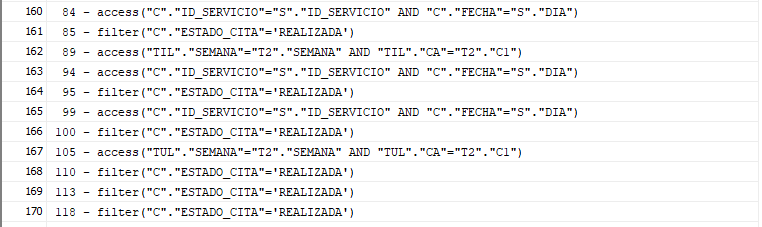 160 84 - access("C"."ID_SERVICIO"="S"."ID_SERVICIO" AND "C"."FECHA"="S"."DIA")
161 85 - filter("C"."ESTADO_CITA"='REALIZADA')
162 89 - access("TIL"."SEMANA"="T2"."SEMANA" AND "TIL"."CA"="T2"."C1")
163 94 - access("C"."ID_SERVICIO"="S"."ID_SERVICIO" AND "C"."FECHA"="S"."DIA")
164 95 - filter("C"."ESTADO_CITA"='REALIZADA')
165 99 - access("C"."ID_SERVICIO"="S"."ID_SERVICIO" AND "C"."FECHA"="S"."DIA")
166 100 - filter("C"."ESTADO_CITA"='REALIZADA')
167 105 - access("TUL"."SEMANA"="T2"."SEMANA" AND "TUL"."CA"="T2"."C1")
168 110 - filter("C"."ESTADO_CITA"='REALIZADA')
169 113 - filter("C"."ESTADO_CITA"='REALIZADA')
170 118 - filter("C"."ESTADO_CITA"='REALIZADA')